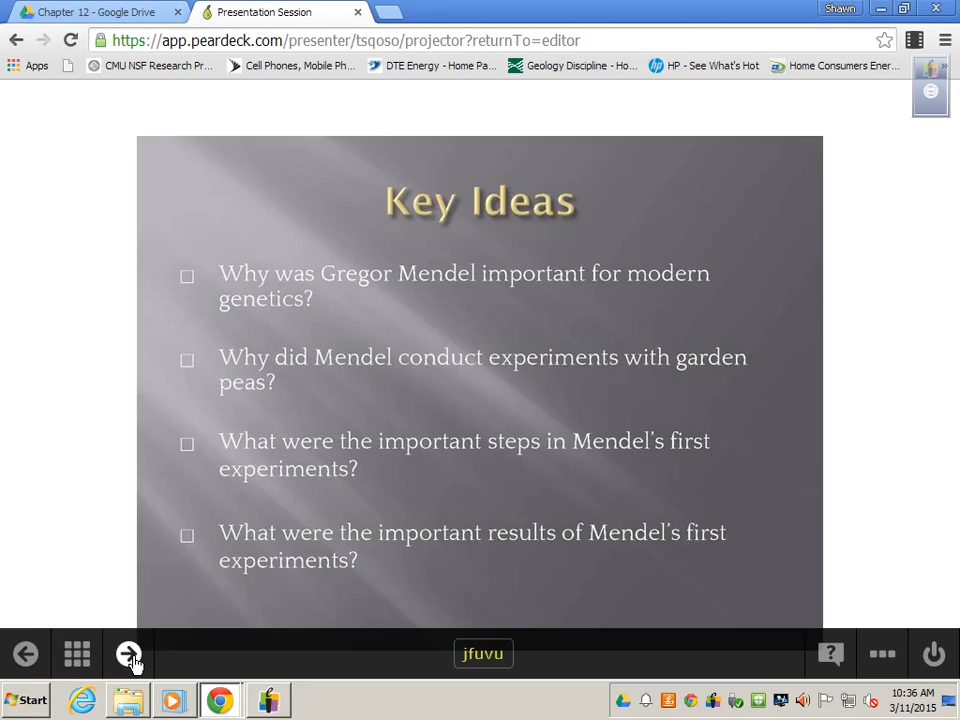 Chapter 12 - Google Drive
Presentation Session
Shawn
https://app.peardeck.com/presenter/tsqoso/projector?returnTo=editor
Apps
CMU NSF Research Pr...
Cell Phones, Mobile Ph...
DTE Energy - Home Pa...
Geology Discipline - Ho...
HP - See What's Hot
Home Consumers Ener...
Key Ideas
Why was Gregor Mendel important for modern
genetics?
Why did Mendel conduct experiments with garden
peas?
What were the important steps in Mendel's first
experiments?
What were the important results of Mendel's first
experiments?
jfuvu
Start
10:36 AM
3/11/2015